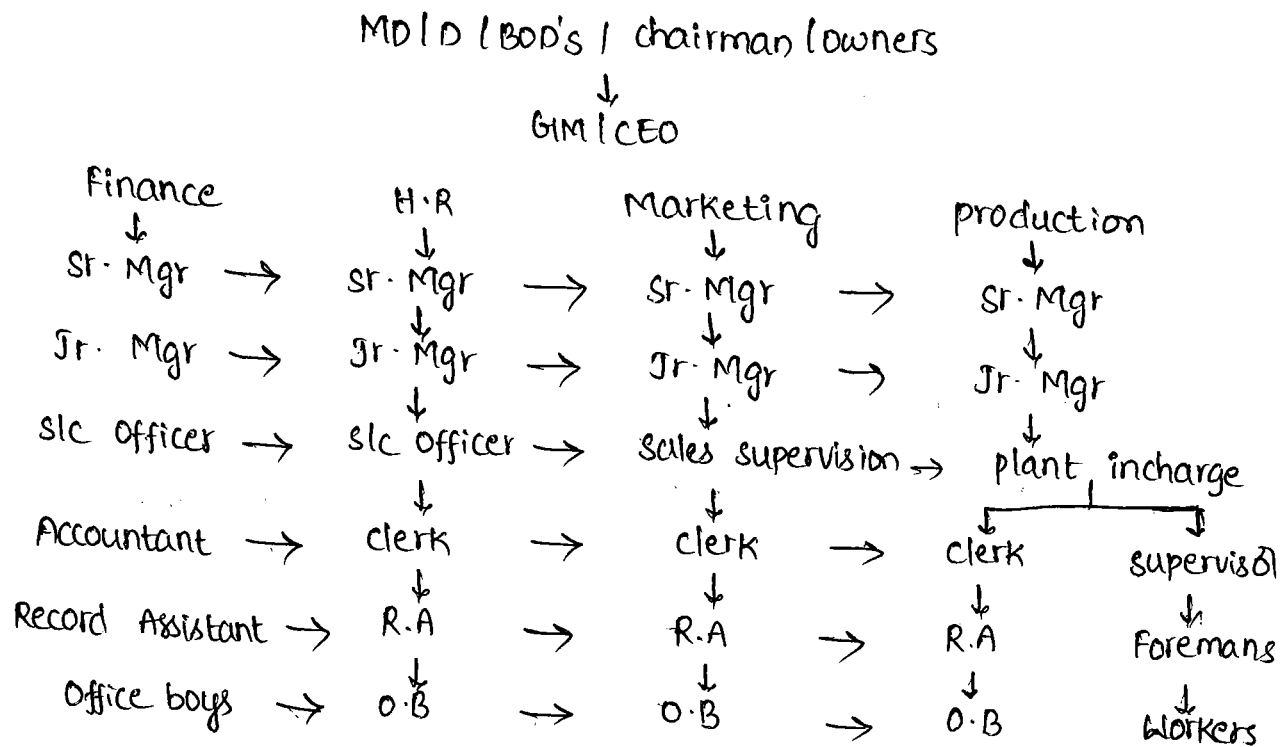 MD/D/BOD's/chairman/owners
↓
GM/CEO
Finance H.R Marketing production
↓ ↓ ↓ ↓
Sr. Mgr → Sr. Mgr → Sr. Mgr → Sr. Mgr
↓ ↓ ↓
Jr. Mgr → Jr. Mgr → Jr. Mgr → Jr. Mgr
↓ ↓ ↓
S/c Officer → S/c Officer → Sales supervision → plant incharge
↓ ↓
Accountant → clerk → clerk → clerk supervisor
↓ ↓ ↓ ↓
Record Assistant → R.A → R.A → R.A Foremans
↓ ↓ ↓ ↓
Office boys → O.B → O.B → O.B Workers